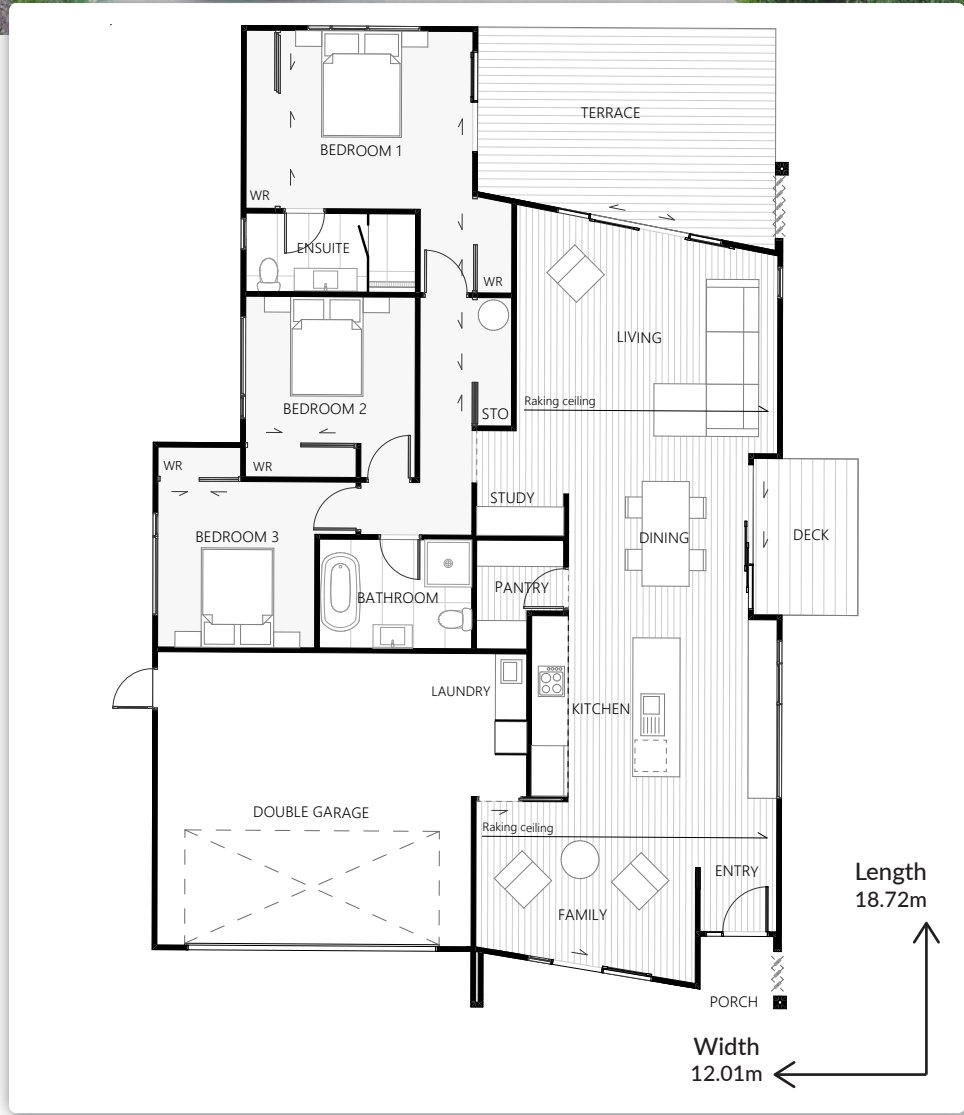 TERRACE
BEDROOM 1
WR
ENSUITE
WR
LIVING
Raking ceiling
BEDROOM 2
STO
WR
WR
STUDY
BEDROOM 3
DINING
DECK
PANTRY
BATHROOM
LAUNDRY
KITCHEN
DOUBLE GARAGE
Raking ceiling
ENTRY
Length
18.72m
FAMILY
PORCH
Width
12.01m